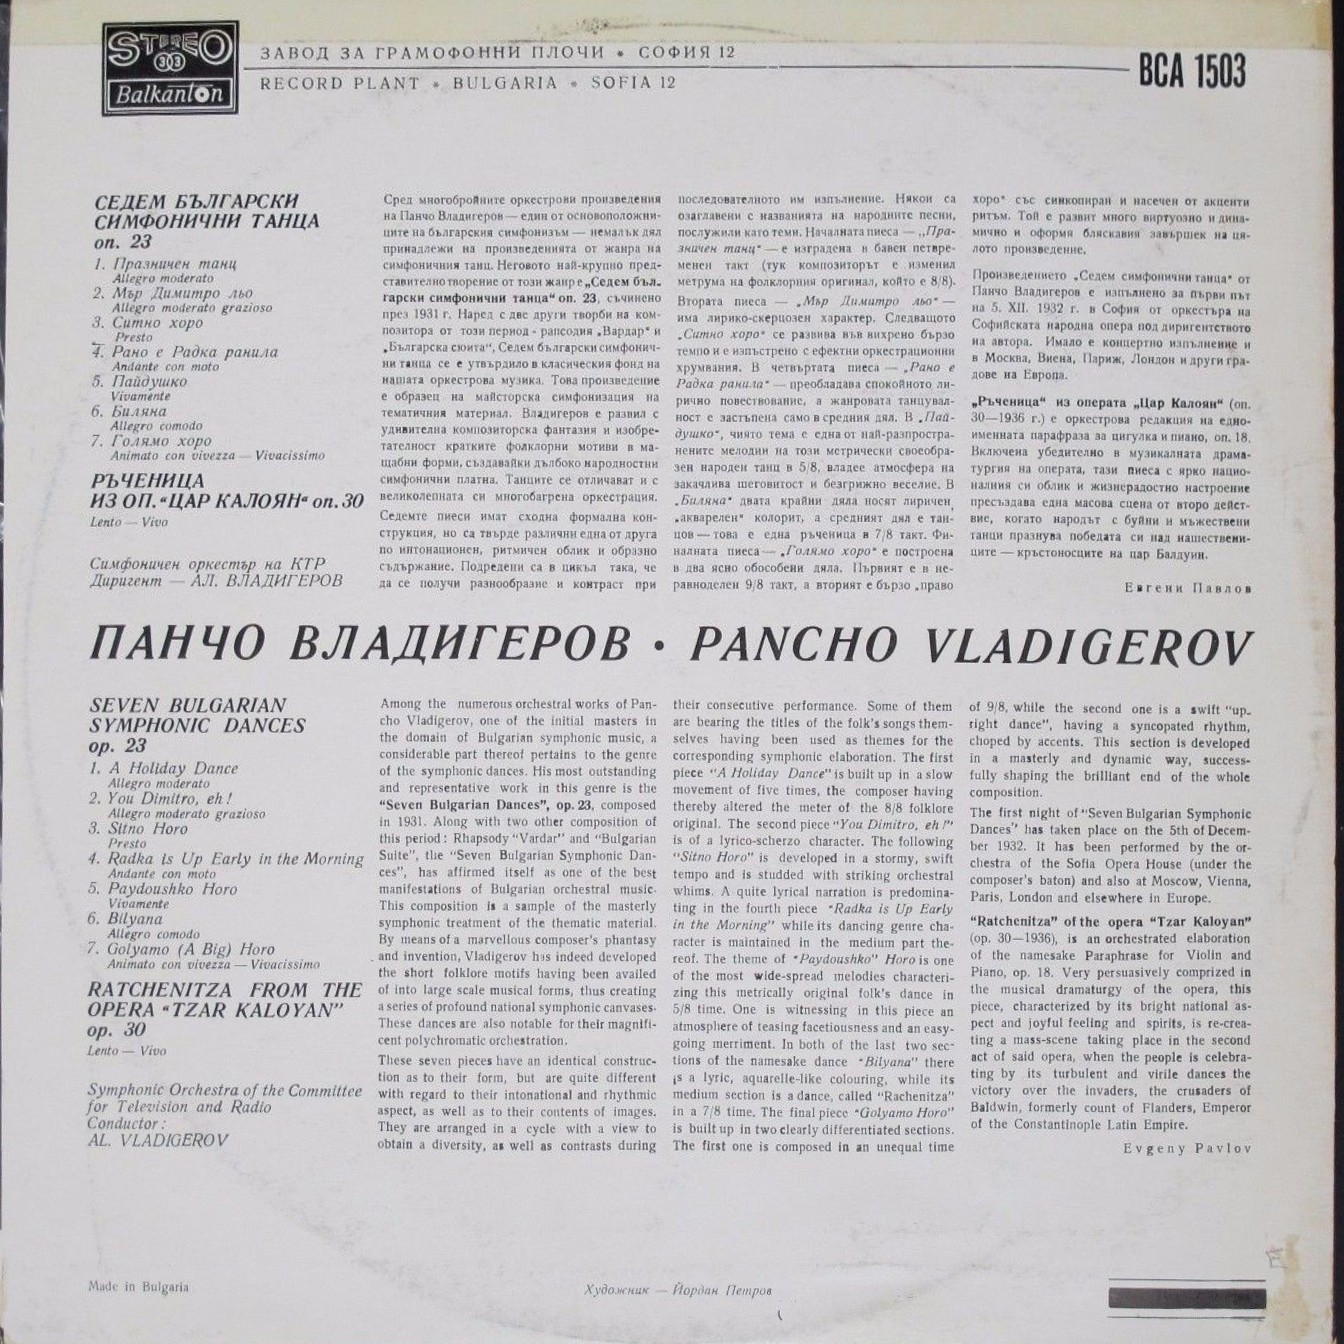 STEREO
33
Balkanton
ЗАВОД ЗА ГРАМОФОННИ ПЛОЧИ • СОФИЯ 12
RECORD PLANT • BULGARIA • SOFIA 12
ВСА 1503
СЕДЕМ БЪЛГАРСКИ
СИМФОНИЧНИ ТАНЦА
оп. 23
1. Празничен танц
Allegro moderato
2. Мър Димитро льо
Allegro moderato grazioso
3. Ситно хоро
Presto
4. Рано е Радка ранила
Andante con moto
5. Пайдушко
Vivamente
6. Биляна
Allegro comodo
7. Голямо хоро
Animato con vivezza — Vivacissimo
РЪЧЕНИЦА
ИЗ ОП. "ЦАР КАЛОЯН" оп. 30
Lento — Vivo
Симфоничен оркестър на КТР
Диригент — АЛ. ВЛАДИГЕРОВ
Сред многобройните оркестрови произведения
на Панчо Владигеров — един от основоположни-
ците на българския симфонизъм — немалък дял
принадлежи на произведенията от жанра на
симфоничния танц. Неговото най-крупно пред-
ставително творение от този жанр е „Седем бъл-
гарски симфонични танца" оп. 23, съчинено
през 1931 г. Наред с две други творби на ком-
позитора от този период - рапсодия „Вардар" и
„Българска сюита", Седем български симфонич-
ни танца се е утвърдило в класическия фонд на
нашата оркестрова музика. Това произведение
е образец на майсторска симфонизация на
тематичния материал. Владигеров е развил с
удивителна композиторска фантазия и изобре-
тателност кратките фолклорни мотиви в ма-
щабни форми, създавайки дълбоко народностни
симфонични платна. Танците се отличават и с
великолепната си многобагрена оркестрация.
Седемте пиеси имат сходна формална кон-
струкция, но са твърде различни една от друга
по интонационен, ритмичен облик и образно
съдържание. Подредени са в цикъл така, че
да се получи разнообразие и контраст при
последователното им изпълнение. Някои са
озаглавени с названията на народните песни,
послужили като теми. Началната пиеса — „Пра-
зничен танц" — е изградена в бавен петвре-
менен такт (тук композиторът е изменил
метрума на фолклорния оригинал, който е 8/8).
Втората пиеса — „Мър Димитро льо" —
има лирико-скерцозен характер. Следващото
„Ситно хоро" се развива във вихрено бързо
темпо и е изпъстрено с ефектни оркестрационни
хрумвания. В четвъртата пиеса — „Рано е
Радка ранила" — преобладава спокойното ли-
рично повествование, а жанровата танцувал-
ност е застъпена само в средния дял. В „Пай-
душко", чиято тема е една от най-разпростра-
нените мелодии на този метрически своеобра-
зен народен танц в 5/8, владее атмосфера на
закачлива шеговитост и безгрижно веселие. В
„Биляна" двата крайни дяла носят лиричен,
„акварелен" колорит, а средният дял е тан-
цов — това е една ръченица в 7/8 такт. Фи-
налната пиеса — „Голямо хоро" е построена
в два ясно обособени дяла. Първият е в не-
равноделен 9/8 такт, а вторият е бързо „право
хоро" със синкопиран и насечен от акценти
ритъм. Той е развит много виртуозно и дина-
мично и оформя бляскавия завършек на ця-
лото произведение.
Произведението „Седем симфонични танца" от
Панчо Владигеров е изпълнено за първи път
на 5. XII. 1932 г. в София от оркестъра на
Софийската народна опера под диригентството
на автора. Имало е концертно изпълнение и
в Москва, Виена, Париж, Лондон и други гра-
дове на Европа.
„Ръченица" из операта „Цар Калоян" (оп.
30—1936 г.) е оркестрова редакция на едно-
именната парафраза за цигулка и пиано, оп. 18.
Включена убедително в музикалната драма-
тургия на операта, тази пиеса с ярко нацио-
налния си облик и жизнерадостно настроение
пресъздава една масова сцена от второ дейст-
вие, когато народът с буйни и мъжествени
танци празнува победата си над нашественици-
ците — кръстоносците на цар Балдуин.
Евгени Павлов
ПАНЧО ВЛАДИГЕРОВ • PANCHO VLADIGEROV
SEVEN BULGARIAN
SYMPHONIC DANCES
op. 23
1. A Holiday Dance
Allegro moderato
2. You Dimitro, eh!
Allegro moderato grazioso
3. Sitno Horo
Presto
4. Radka is Up Early in the Morning
Andante con moto
5. Paydoushko Horo
Vivamente
6. Bilyana
Allegro comodo
7. Golyamo (A Big) Horo
Animato con vivezza — Vivacissimo
RATCHENITZA FROM THE
OPERA "TZAR KALOYAN"
op. 30
Lento — Vivo
Symphonic Orchestra of the Committee
for Television and Radio
Conductor:
AL. VLADIGEROV
Among the numerous orchestral works of Pan-
cho Vladigerov, one of the initial masters in
the domain of Bulgarian symphonic music, a
considerable part thereof pertains to the genre
of the symphonic dances. His most outstanding
and representative work in this genre is the
"Seven Bulgarian Dances", op. 23, composed
in 1931. Along with two other composition of
this period: Rhapsody "Vardar" and "Bulgarian
Suite", the "Seven Bulgarian Symphonic Dan-
ces", has affirmed itself as one of the best
manifestations of Bulgarian orchestral music.
This composition is a sample of the masterly
symphonic treatment of the thematic material.
By means of a marvellous composer's phantasy
and invention, Vladigerov has indeed developed
the short folklore motifs having been availed
of into large scale musical forms, thus creating
a series of profound national symphonic canvases.
These dances are also notable for their magnifi-
cent polychromatic orchestration.
These seven pieces have an identical construc-
tion as to their form, but are quite different
with regard to their intonational and rhythmic
aspect, as well as to their contents of images.
They are arranged in a cycle with a view to
obtain a diversity, as well as contrasts during
their consecutive performance. Some of them
are bearing the titles of the folk's songs them-
selves having been used as themes for the
corresponding symphonic elaboration. The first
piece "A Holiday Dance" is built up in a slow
movement of five times, the composer having
thereby altered the meter of the 8/8 folklore
original. The second piece "You Dimitro, eh!"
is of a lyrico-scherzo character. The following
"Sitno Horo" is developed in a stormy, swift
tempo and is studded with striking orchestral
whims. A quite lyrical narration is predomina-
ting in the fourth piece "Radka is Up Early
in the Morning" while its dancing genre cha-
racter is maintained in the medium part the-
reof. The theme of "Paydoushko" Horo is one
of the most wide-spread melodies characteri-
zing this metrically original folk's dance in
5/8 time. One is witnessing in this piece an
atmosphere of teasing facetiousness and an easy-
going merriment. In both of the last two sec-
tions of the namesake dance "Bilyana" there
is a lyric, aquarelle-like colouring, while its
medium section is a dance, called "Rachenitza"
in a 7/8 time. The final piece "Golyamo Horo"
is built up in two clearly differentiated sections.
The first one is composed in an unequal time
of 9/8, while the second one is a swift "up-
right dance", having a syncopated rhythm,
choped by accents. This section is developed
in a masterly and dynamic way, success-
fully shaping the brilliant end of the whole
composition.
The first night of "Seven Bulgarian Symphonic
Dances" has taken place on the 5th of Decem-
ber 1932. It has been performed by the or-
chestra of the Sofia Opera House (under the
composer's baton) and also at Moscow, Vienna,
Paris, London and elsewhere in Europe.
"Ratchenitza" of the opera "Tzar Kaloyan"
(op. 30—1936), is an orchestrated elaboration
of the namesake Paraphrase for Violin and
Piano, op. 18. Very persuasively comprized in
the musical dramaturgy of the opera, this
piece, characterized by its bright national as-
pect and joyful feeling and spirits, is re-crea-
ting a mass-scene taking place in the second
act of said opera, when the people is celebra-
ting by its turbulent and virile dances the
victory over the invaders, the crusaders of
Baldwin, formerly count of Flanders, Emperor
of the Constantinople Latin Empire.
Evgeny Pavlov
Made in Bulgaria
Художник — Йордан Петров
E